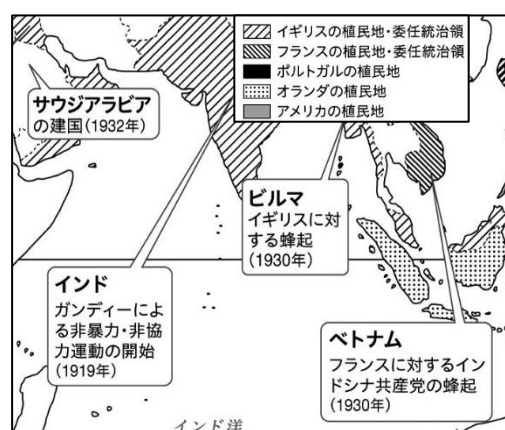 イギリスの植民地・委任統治領
フランスの植民地・委任統治領
ポルトガルの植民地
オランダの植民地
アメリカの植民地
サウジアラビア
の建国(1932年)
ビルマ
イギリスに対
する蜂起
(1930年)
インド
ガンディーによ
る非暴力・非協
力運動の開始
(1919年)
ベトナム
フランスに対するイン
ドシナ共産党の蜂起
(1930年)
インド洋